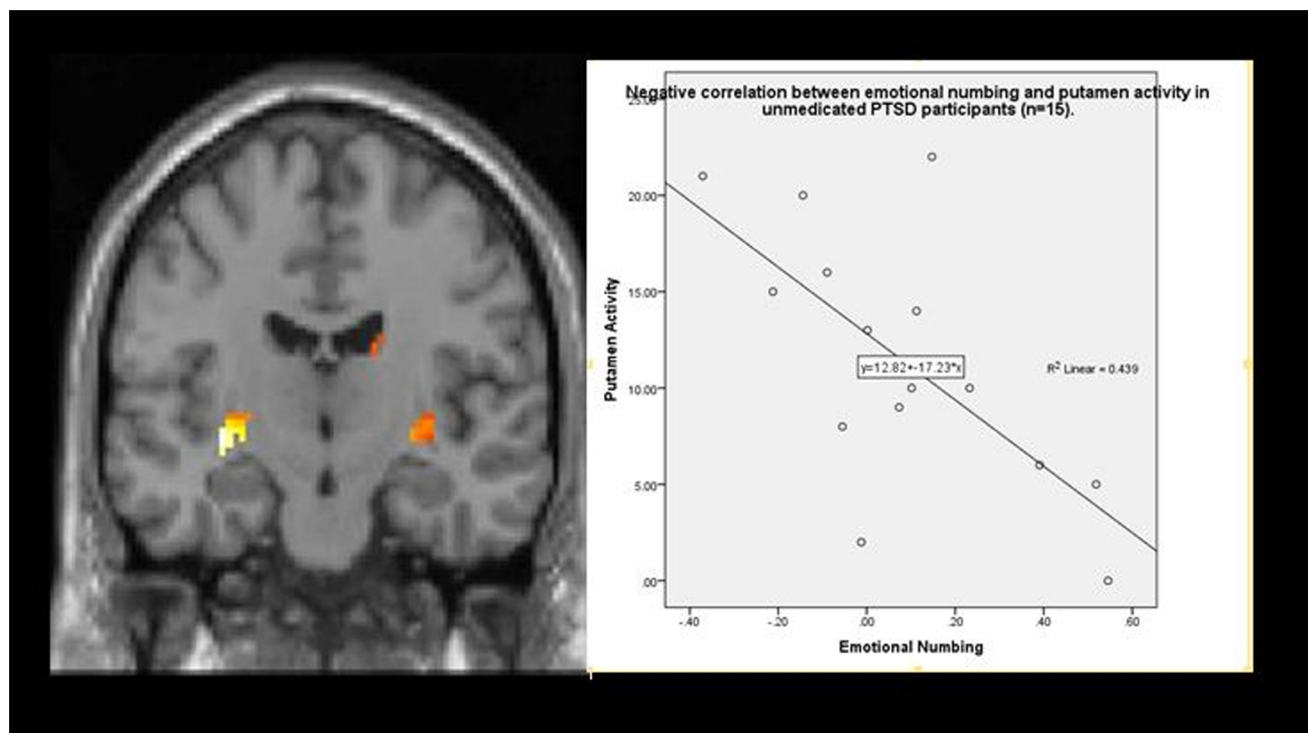 Negative correlation between emotional numbing and putamen activity in
unmedicated PTSD participants (n=15).
25.00
20.00
15.00
10.00
5.00
.00
Putamen Activity
y=12.82+-17.23*x
R2 Linear = 0.439
-.40
-.20
.00
.20
.40
.60
Emotional Numbing